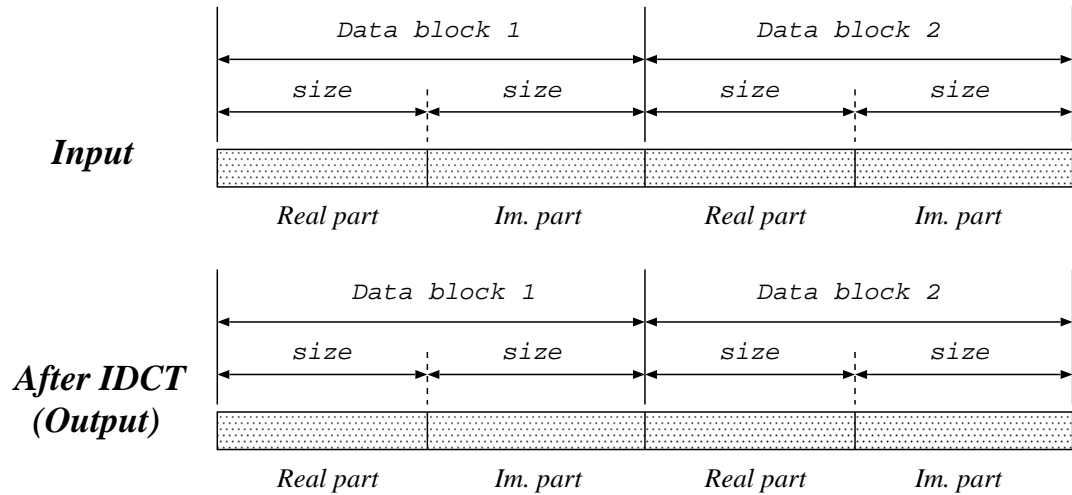 Data block 1 Data block 2
size size size size
Input
Real part Im. part Real part Im. part
Data block 1 Data block 2
size size size size
After IDCT
(Output)
Real part Im. part Real part Im. part